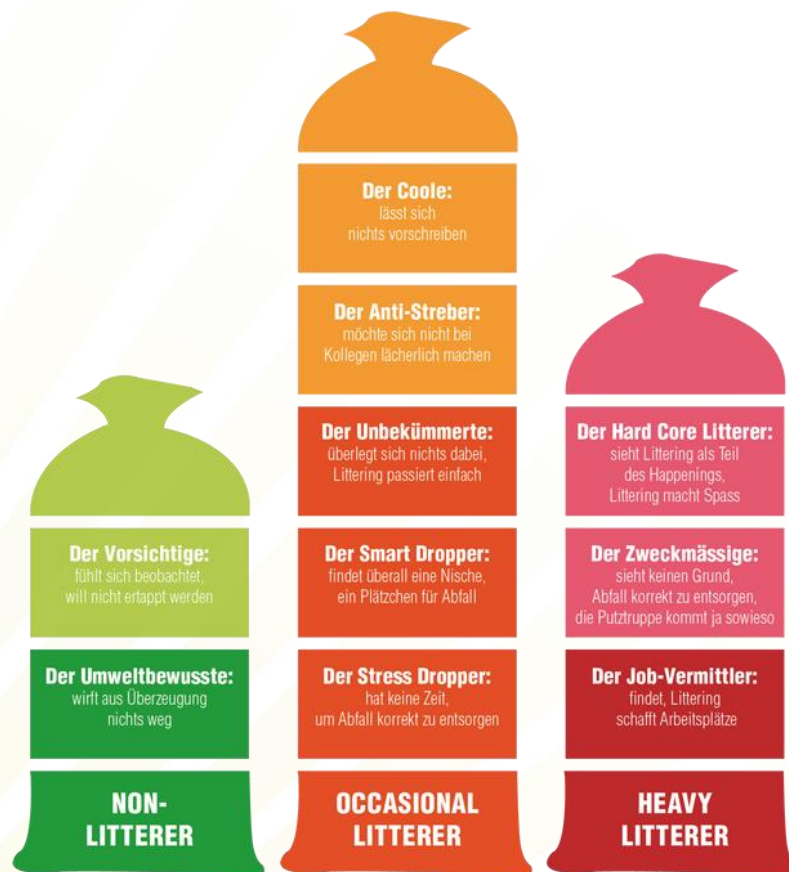 Der Vorsichtige:
fühlt sich beobachtet,
will nicht ertappt werden
Der Umweltbewusste:
wirft aus Überzeugung
nichts weg
NON-
LITTERER
Der Coole:
lässt sich
nichts vorschreiben
Der Anti-Streber:
möchte sich nicht bei
Kollegen lächerlich machen
Der Unbekümmerte:
überlegt sich nichts dabei,
Littering passiert einfach
Der Smart Dropper:
findet überall eine Nische,
ein Plätzchen für Abfall
Der Stress Dropper:
hat keine Zeit,
um Abfall korrekt zu entsorgen
OCCASIONAL
LITTERER
Der Hard Core Litterer:
sieht Littering als Teil
des Happenings,
Littering macht Spass
Der Zweckmässige:
sieht keinen Grund,
Abfall korrekt zu entsorgen,
die Putztruppe kommt ja sowieso
Der Job-Vermittler:
findet, Littering
schafft Arbeitsplätze
HEAVY
LITTERER